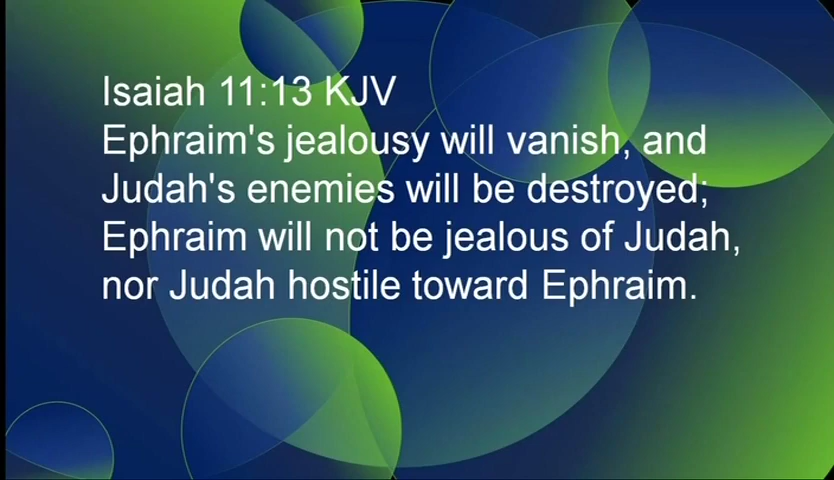 Isaiah 11:13 KJV
Ephraim's jealousy will vanish, and
Judah's enemies will be destroyed;
Ephraim will not be jealous of Judah,
nor Judah hostile toward Ephraim.